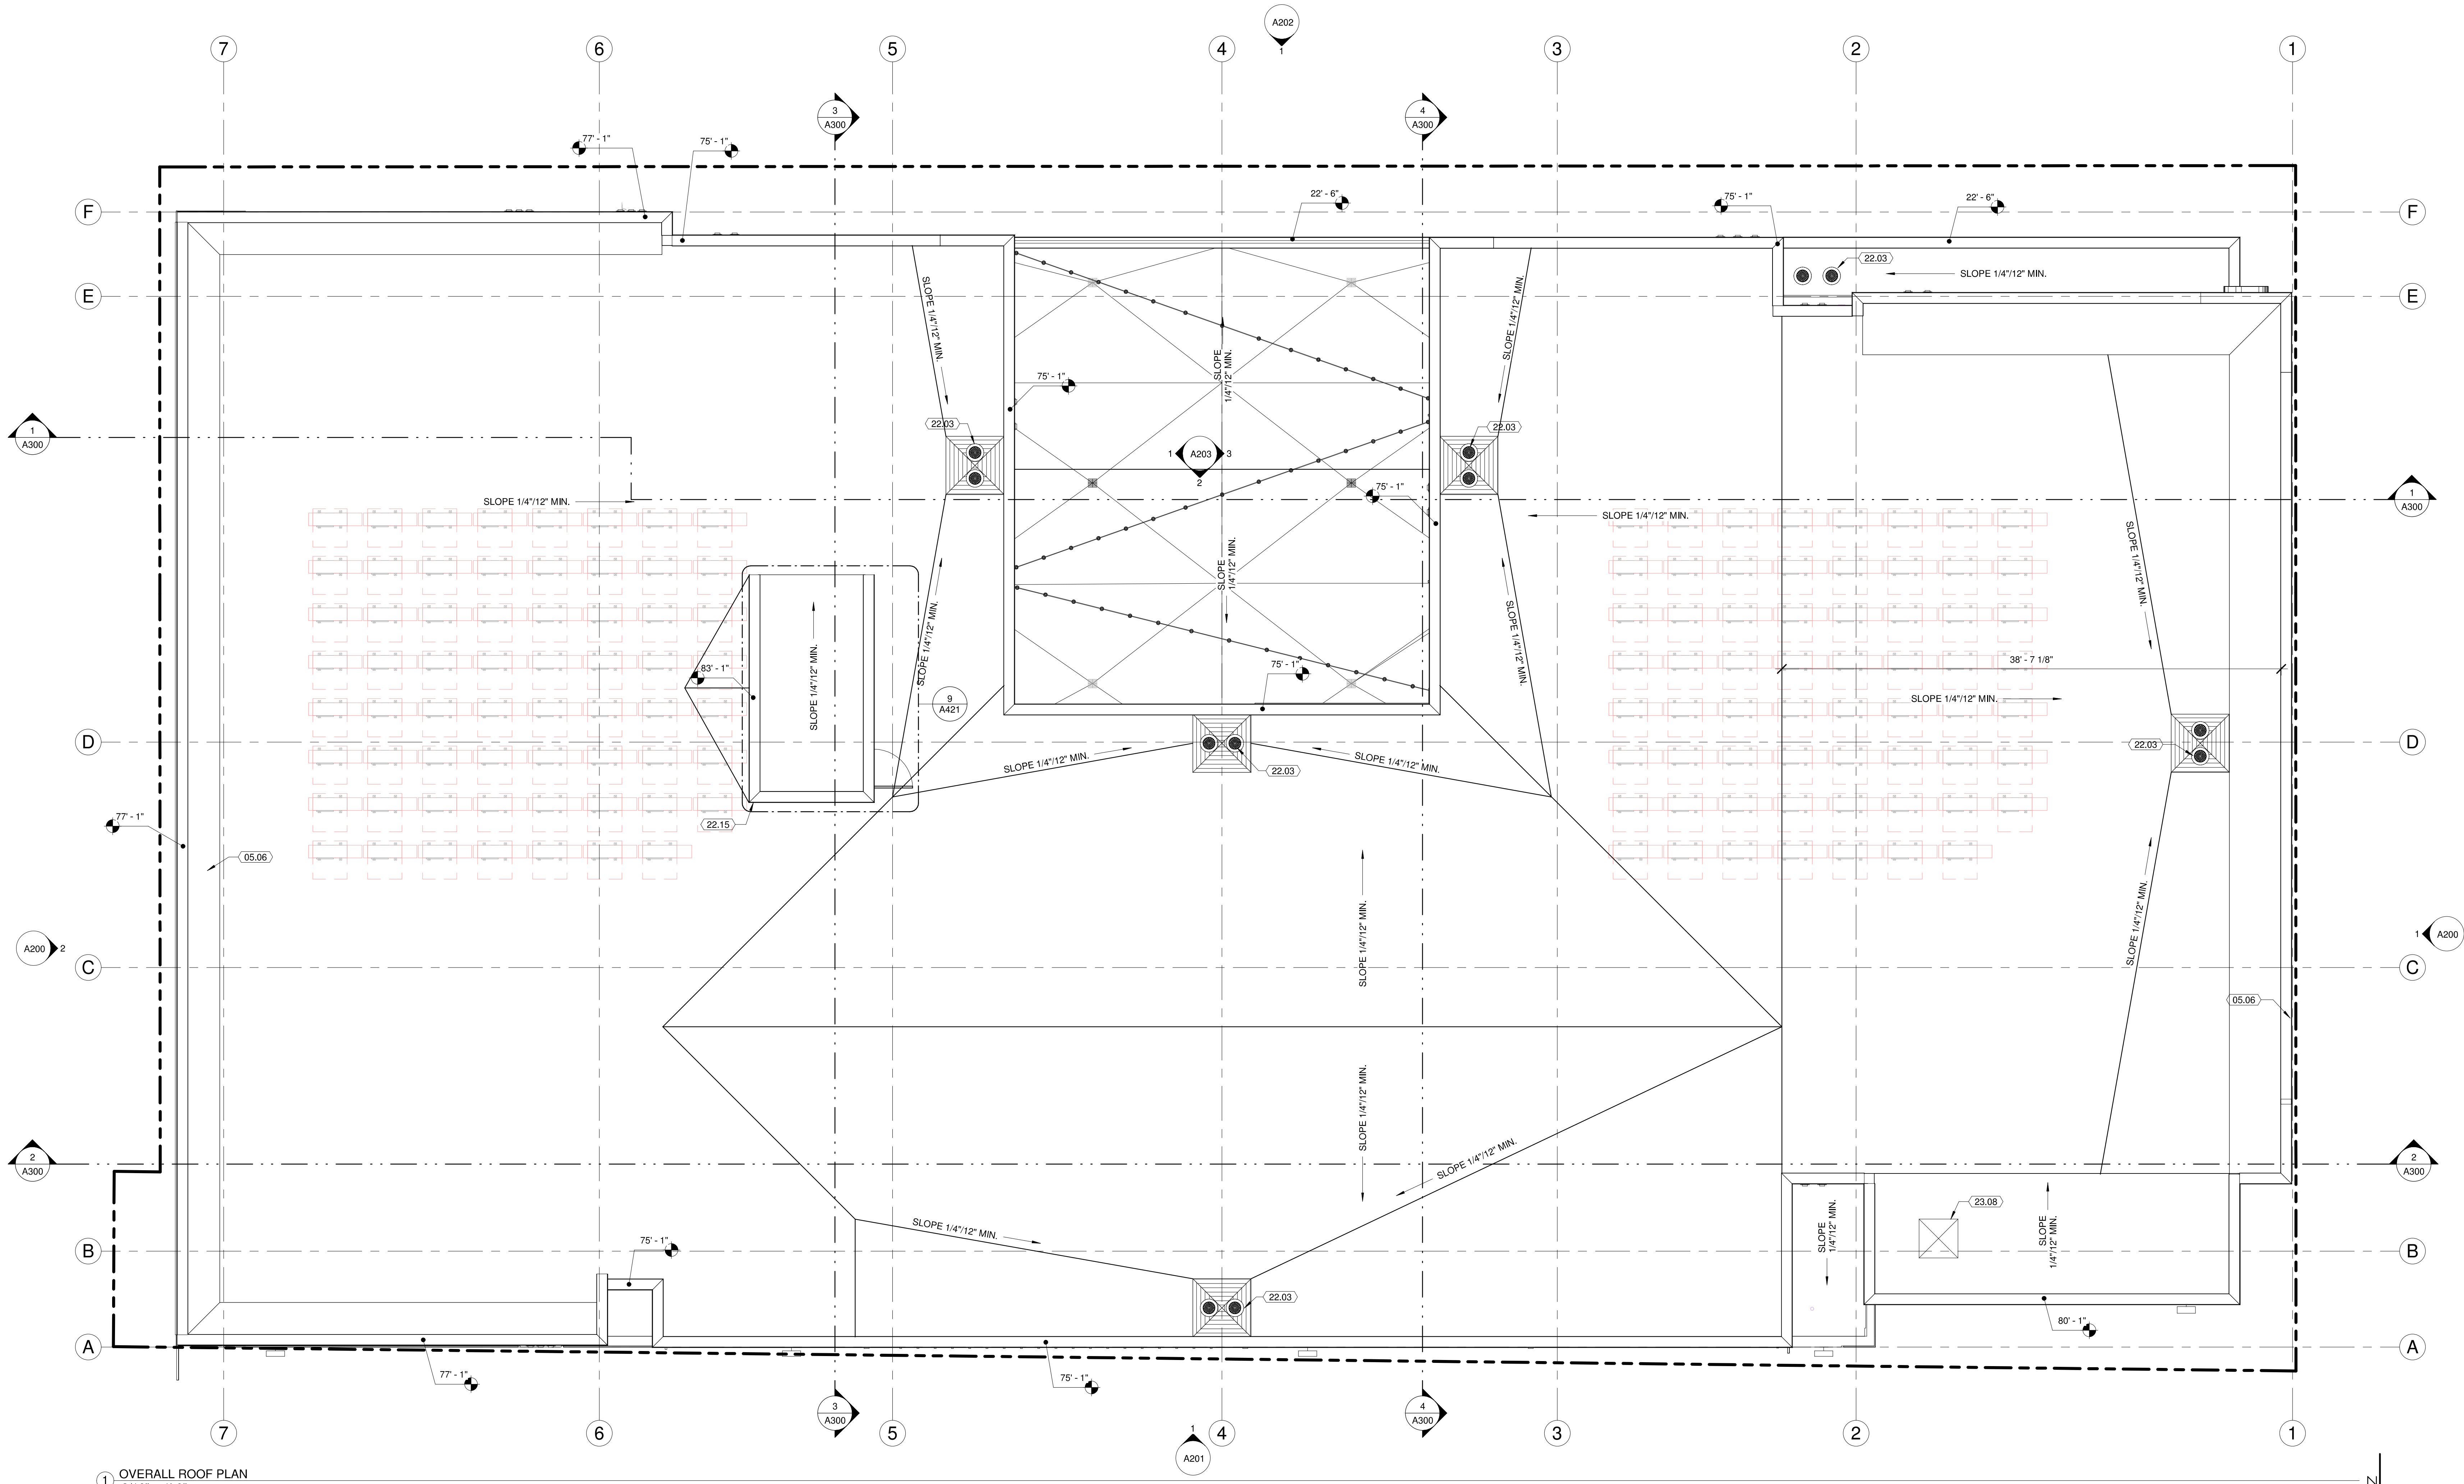 A202
1
7
6
5
4
3
2
1
3
A300
4
A300
77' - 1"
75' - 1"
22' - 6"
75' - 1"
22' - 6"
F
F
22.03
SLOPE 1/4"/12" MIN.
E
E
SLOPE 1/4"/12" MIN.
SLOPE 1/4"/12" MIN.
SLOPE
1/4"/12" MIN.
75' - 1"
22.03
22.03
1
A300
1
A203
3
2
75' - 1"
1
A300
SLOPE 1/4"/12" MIN.
SLOPE 1/4"/12" MIN.
SLOPE 1/4"/12" MIN.
SLOPE
1/4"/12" MIN.
SLOPE 1/4"/12" MIN.
SLOPE 1/4"/12" MIN.
SLOPE 1/4"/12" MIN.
83' - 1"
75' - 1"
38' - 7 1/8"
9
A421
SLOPE 1/4"/12" MIN.
D
D
22.03
SLOPE 1/4"/12" MIN.
SLOPE 1/4"/12" MIN.
22.03
77' - 1"
22.15
05.06
SLOPE 1/4"/12" MIN.
SLOPE 1/4"/12" MIN.
A200
2
1
A200
C
C
05.06
SLOPE 1/4"/12" MIN.
SLOPE 1/4"/12" MIN.
2
A300
2
A300
23.08
SLOPE 1/4"/12" MIN.
SLOPE
1/4"/12" MIN.
SLOPE
1/4"/12" MIN.
75' - 1"
B
B
22.03
80' - 1"
A
A
77' - 1"
75' - 1"
3
A300
4
A300
7
6
5
4
3
2
1
1
A201
1
OVERALL ROOF PLAN
N